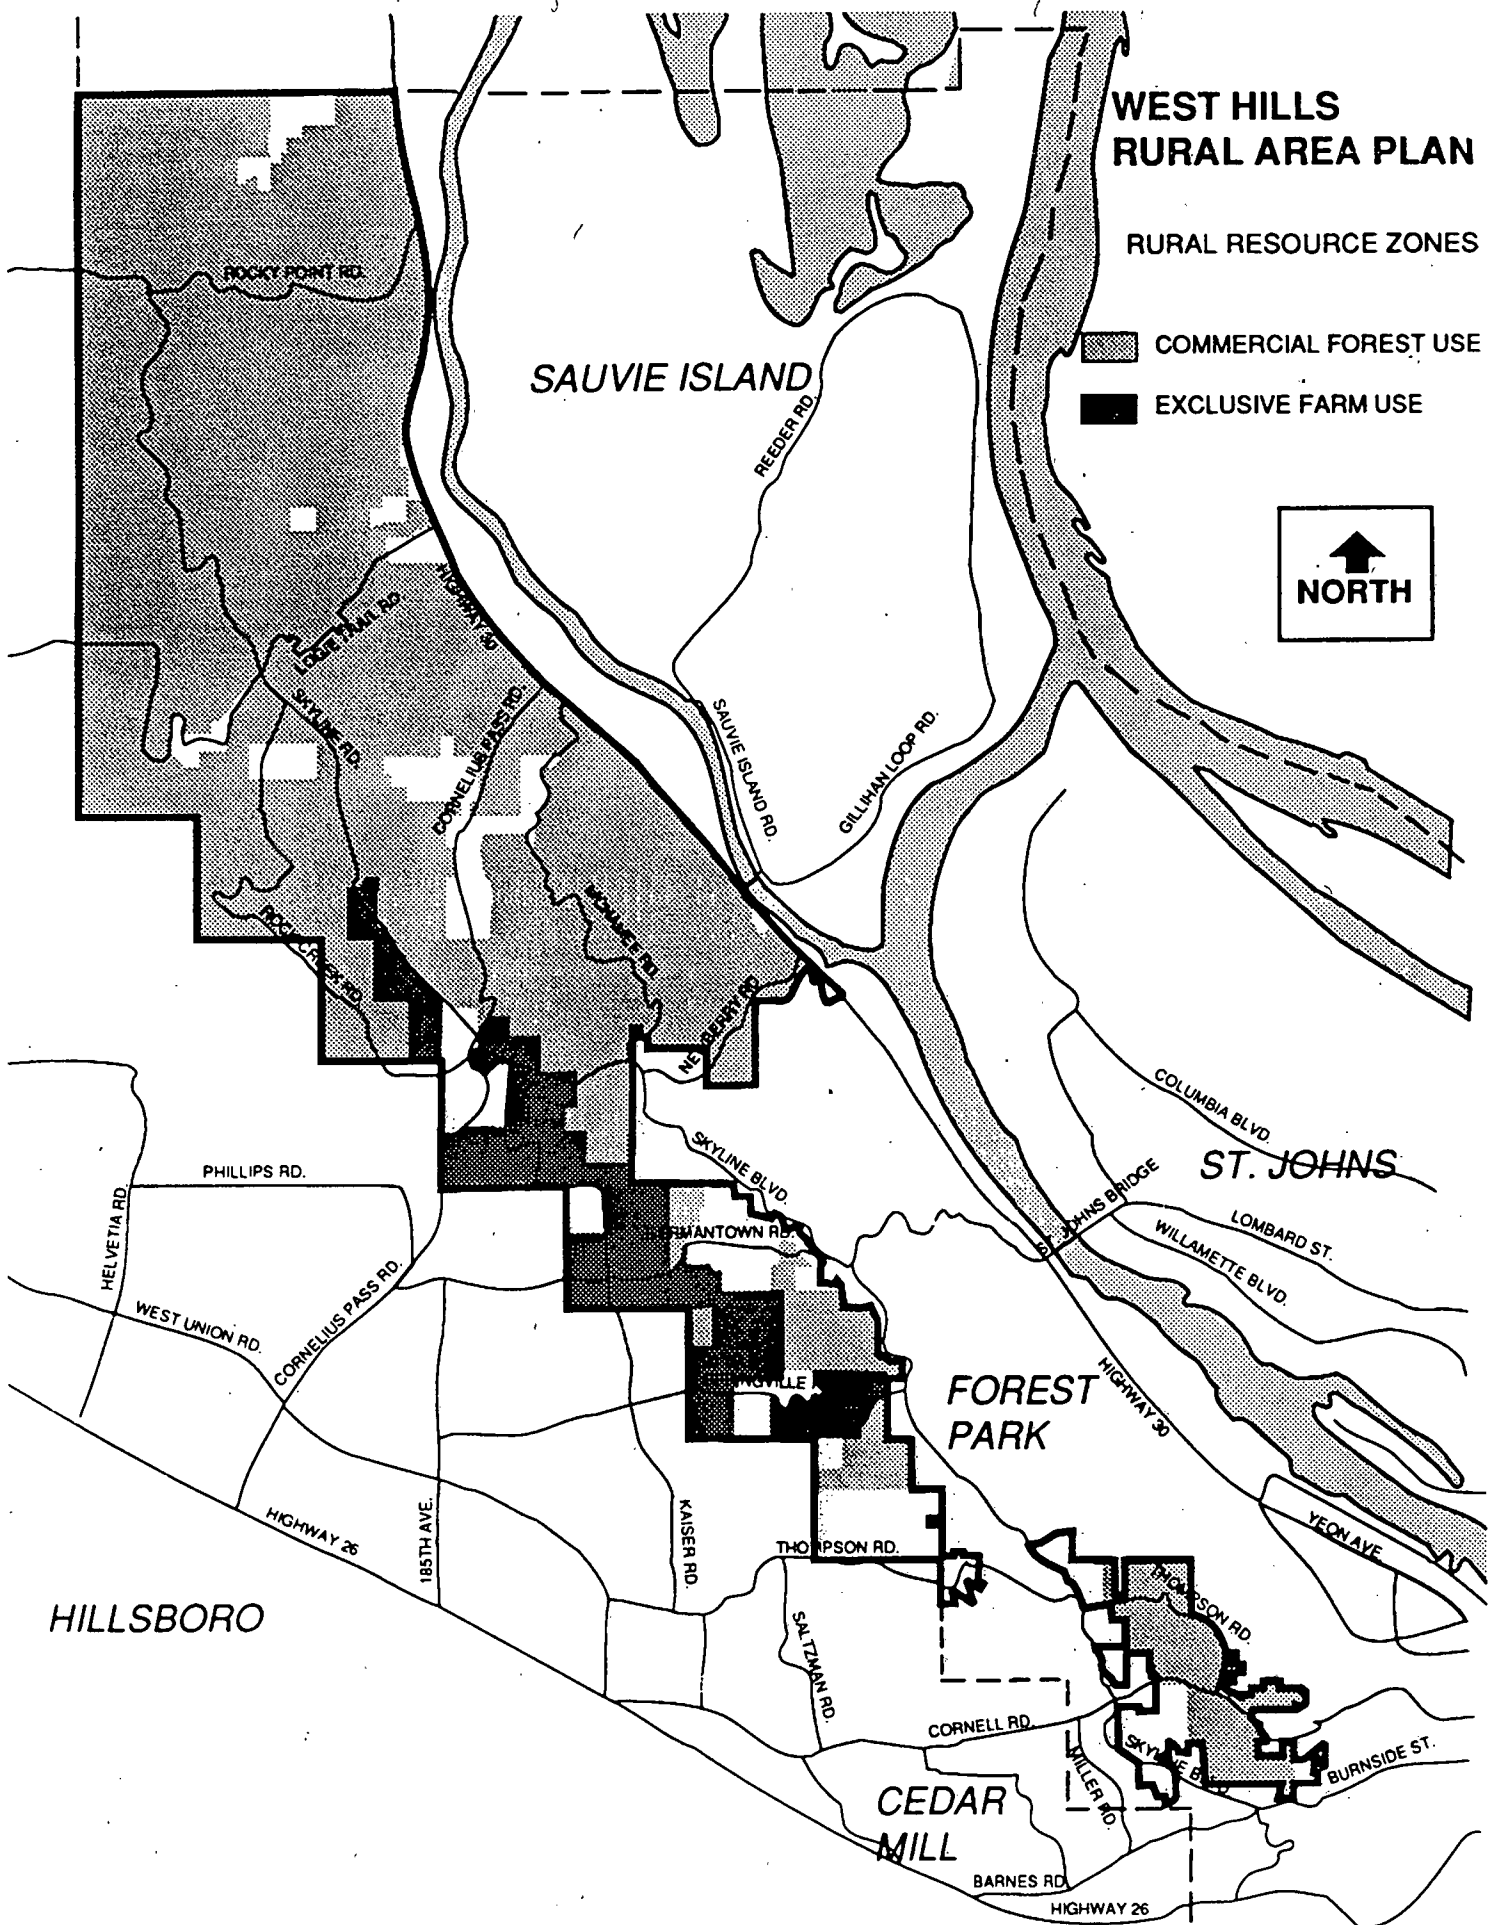 WEST HILLS
RURAL AREA PLAN
RURAL RESOURCE ZONES
COMMERCIAL FOREST USE
EXCLUSIVE FARM USE
NORTH
ROCKY POINT RD.
SAUVIE ISLAND
REEDER RD.
HIGHWAY 30
LOGIE TRAIL RD.
SKYLINE RD.
CORNELIUS PASS RD.
SAUVIE ISLAND RD.
GILLIHAN LOOP RD.
ROCK CREEK RD.
MCNAMEE RD.
NEWBERRY RD
COLUMBIA BLVD.
ST. JOHNS
SKYLINE BLVD.
PHILLIPS RD.
HELVETIA RD.
ST. JOHNS BRIDGE
LOMBARD ST.
WILLAMETTE BLVD.
GERMANTOWN RD.
CORNELIUS PASS RD.
WEST UNION RD.
FOREST
PARK
HIGHWAY 30
HIGHWAY 26
185TH AVE.
KAISER RD.
THOMPSON RD.
YEON AVE.
HILLSBORO
THOMPSON RD.
SALTZMAN RD.
CORNELL RD.
MILLER RD.
SKYLINE BLVD
BURNSIDE ST.
CEDAR
MILL
BARNES RD
HIGHWAY 26